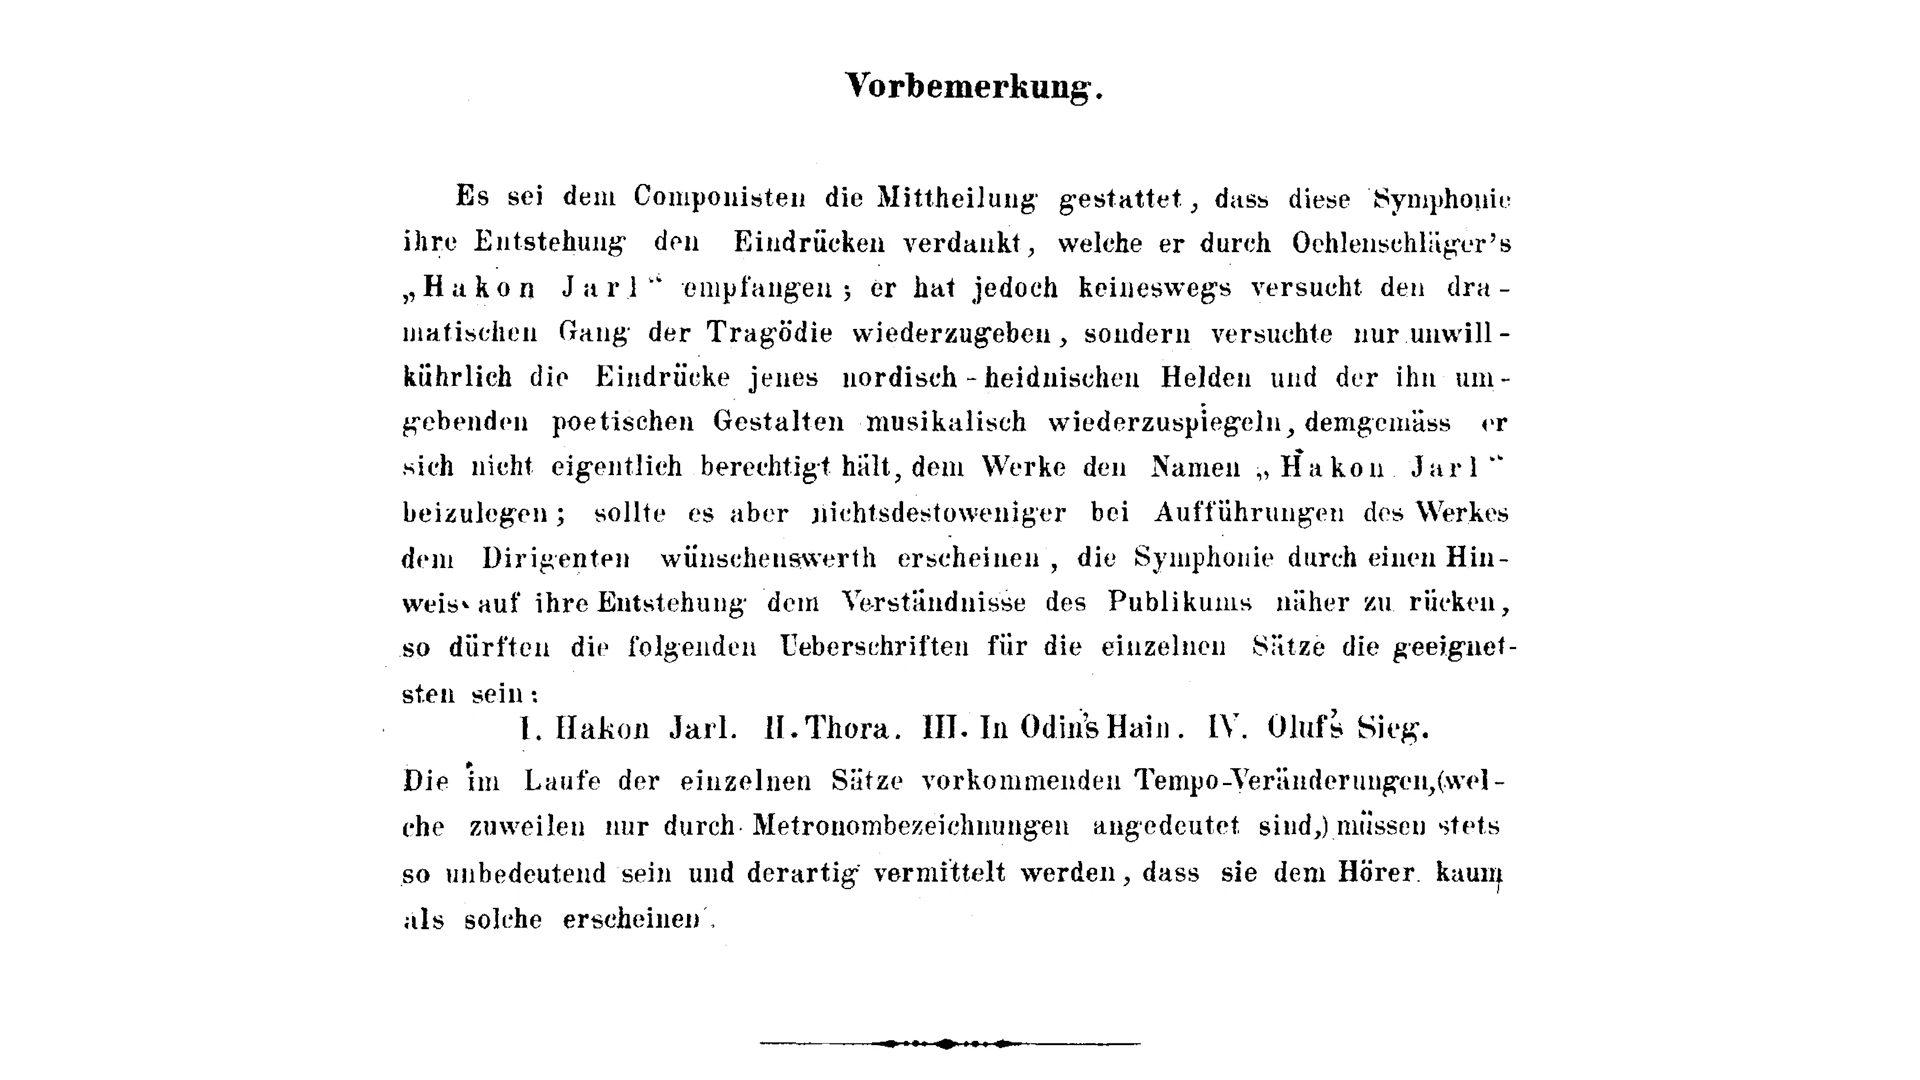 Vorbemerkung.
Es sei dem Componisten die Mittheilung gestattet, dass diese Symphonie
ihre Entstehung den Eindrücken verdankt, welche er durch Oehlenschläger's
„Hakon Jarl“ empfangen; er hat jedoch keineswegs versucht den dra-
matischen Gang der Tragödie wiederzugeben, sondern versuchte nur unwill-
kührlich die Eindrücke jenes nordisch-heidnischen Helden und der ihn um-
gebenden poetischen Gestalten musikalisch wiederzuspiegeln, demgemäss er
sich nicht eigentlich berechtigt hält, dem Werke den Namen „Hakon Jarl“
beizulegen; sollte es aber nichtsdestoweniger bei Aufführungen des Werkes
dem Dirigenten wünschenswerth erscheinen, die Symphonie durch einen Hin-
weis auf ihre Entstehung dem Verständnisse des Publikums näher zu rücken,
so dürften die folgenden Ueberschriften für die einzelnen Sätze die geeignet-
sten sein:
I. Hakon Jarl. II. Thora. III. In Odin's Hain. IV. Oluf's Sieg.
Die im Laufe der einzelnen Sätze vorkommenden Tempo-Veränderungen,(wel-
che zuweilen nur durch Metronombezeichnungen angedeutet sind,) müssen stets
so unbedeutend sein und derartig vermittelt werden, dass sie dem Hörer kaum
als solche erscheinen.